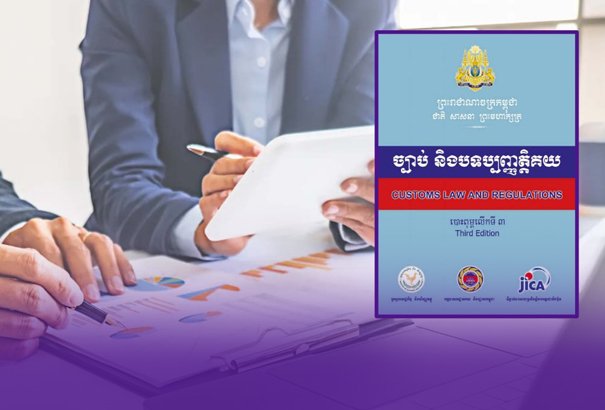 ព្រះរាជាណាចក្រកម្ពុជា
ជាតិ សាសនា ព្រះមហាក្សត្រ
ច្បាប់ និងបទប្បញ្ញត្តិគយ
CUSTOMS LAW AND REGULATIONS
បោះពុម្ពលើកទី ៣
Third Edition
jICA